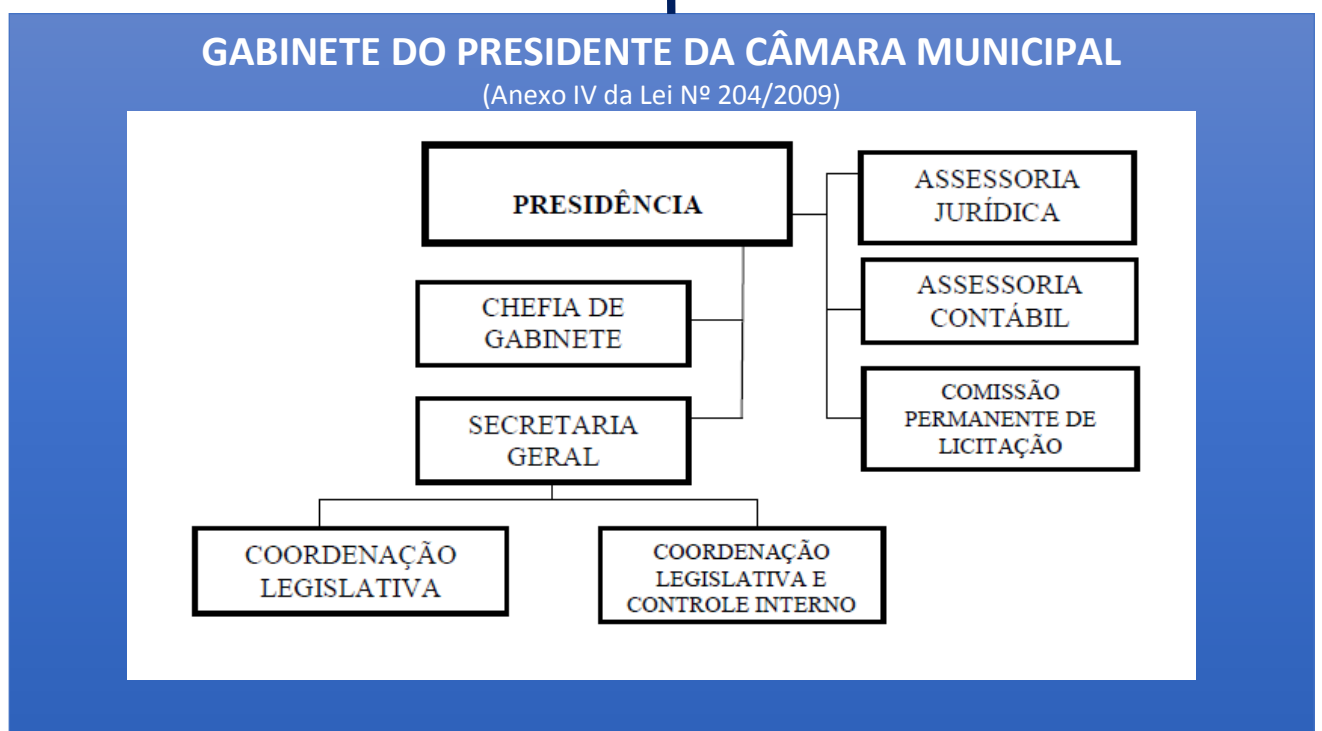 GABINETE DO PRESIDENTE DA CÂMARA MUNICIPAL
(Anexo IV da Lei Nº 204/2009)
PRESIDÊNCIA
ASSESSORIA
JURÍDICA
CHEFIA DE
GABINETE
ASSESSORIA
CONTÁBIL
SECRETARIA
GERAL
COMISSÃO
PERMANENTE DE
LICITAÇÃO
COORDENAÇÃO
LEGISLATIVA
COORDENAÇÃO
LEGISLATIVA E
CONTROLE INTERNO